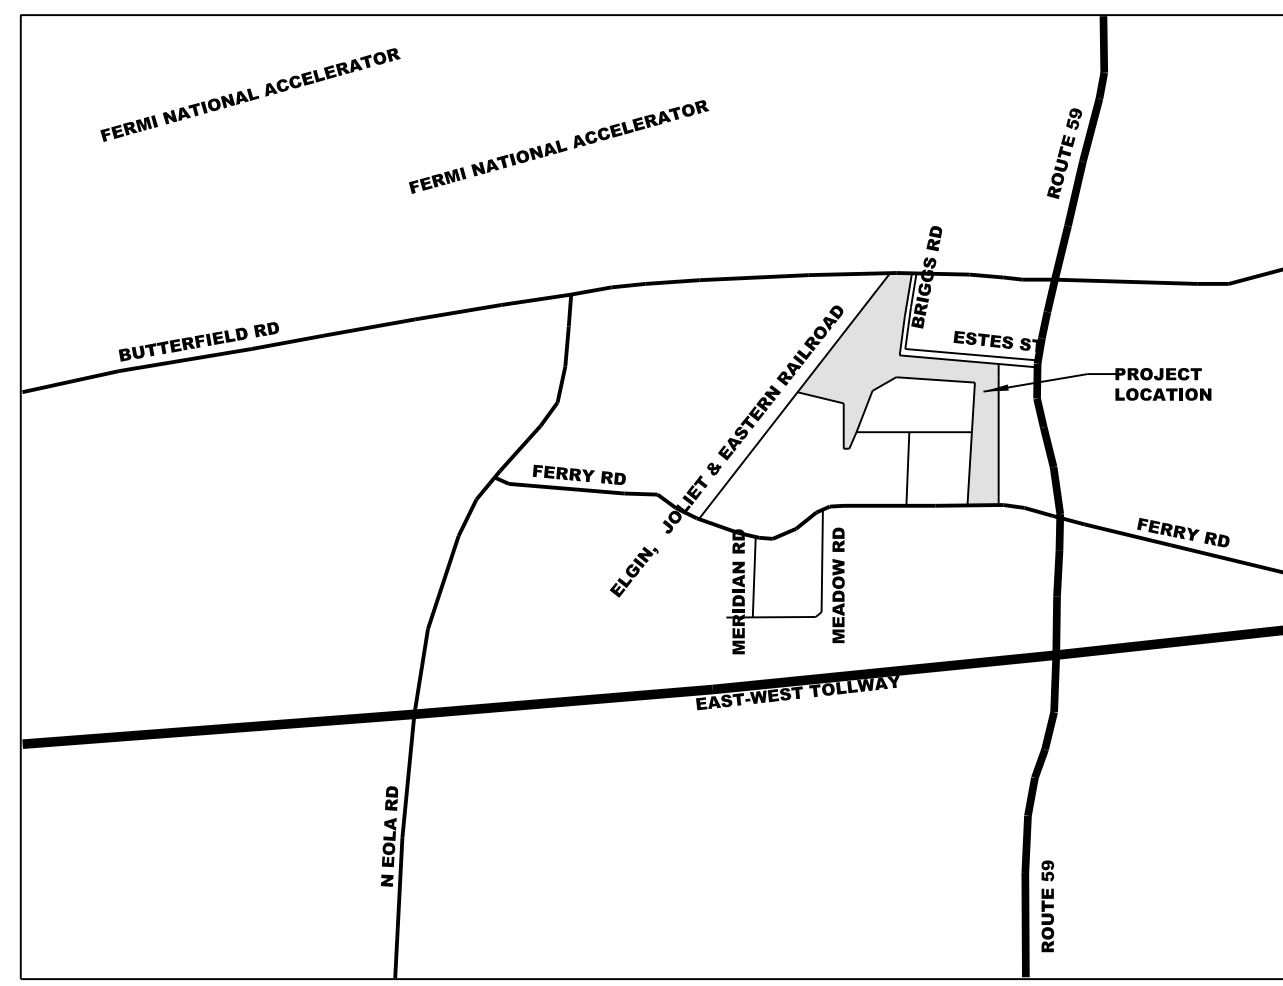 FERMI NATIONAL ACCELERATOR
FERMI NATIONAL ACCELERATOR
ROUTE 59
BRIGGS RD
BUTTERFIELD RD
ESTES ST
PROJECT
LOCATION
ELGIN, JOLIET & EASTERN RAILROAD
FERRY RD
FERRY RD
MERIDIAN RD
MEADOW RD
EAST-WEST TOLLWAY
N EOLA RD
ROUTE 59